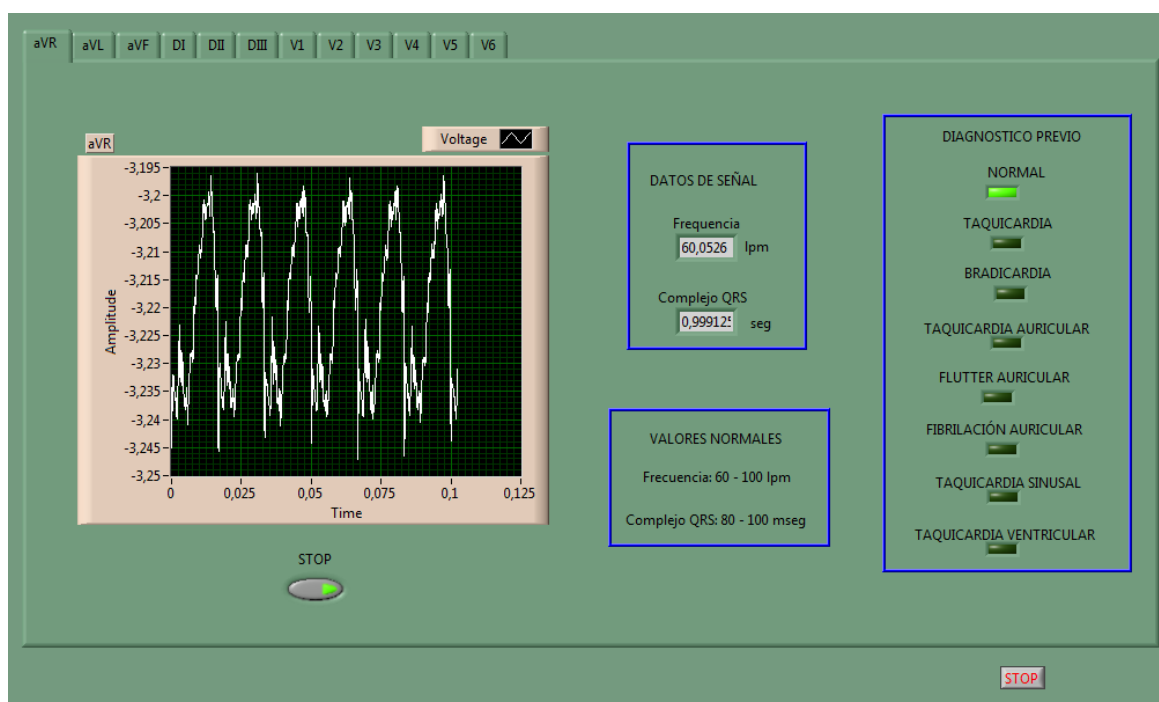 aVR aVL aVF DI DII DIII V1 V2 V3 V4 V5 V6
aVR
Voltage
-3,195
-3,2
-3,205
-3,21
-3,215
-3,22
-3,225
-3,23
-3,235
-3,24
-3,245
-3,25
Amplitude
0 0,025 0,05 0,075 0,1 0,125
Time
STOP
DATOS DE SEÑAL
Frequencia
60,0526 lpm
Complejo QRS
0,999125 seg
VALORES NORMALES
Frecuencia: 60 - 100 lpm
Complejo QRS: 80 - 100 mseg
DIAGNOSTICO PREVIO
NORMAL
TAQUICARDIA
BRADICARDIA
TAQUICARDIA AURICULAR
FLUTTER AURICULAR
FIBRILACIÓN AURICULAR
TAQUICARDIA SINUSAL
TAQUICARDIA VENTRICULAR
STOP